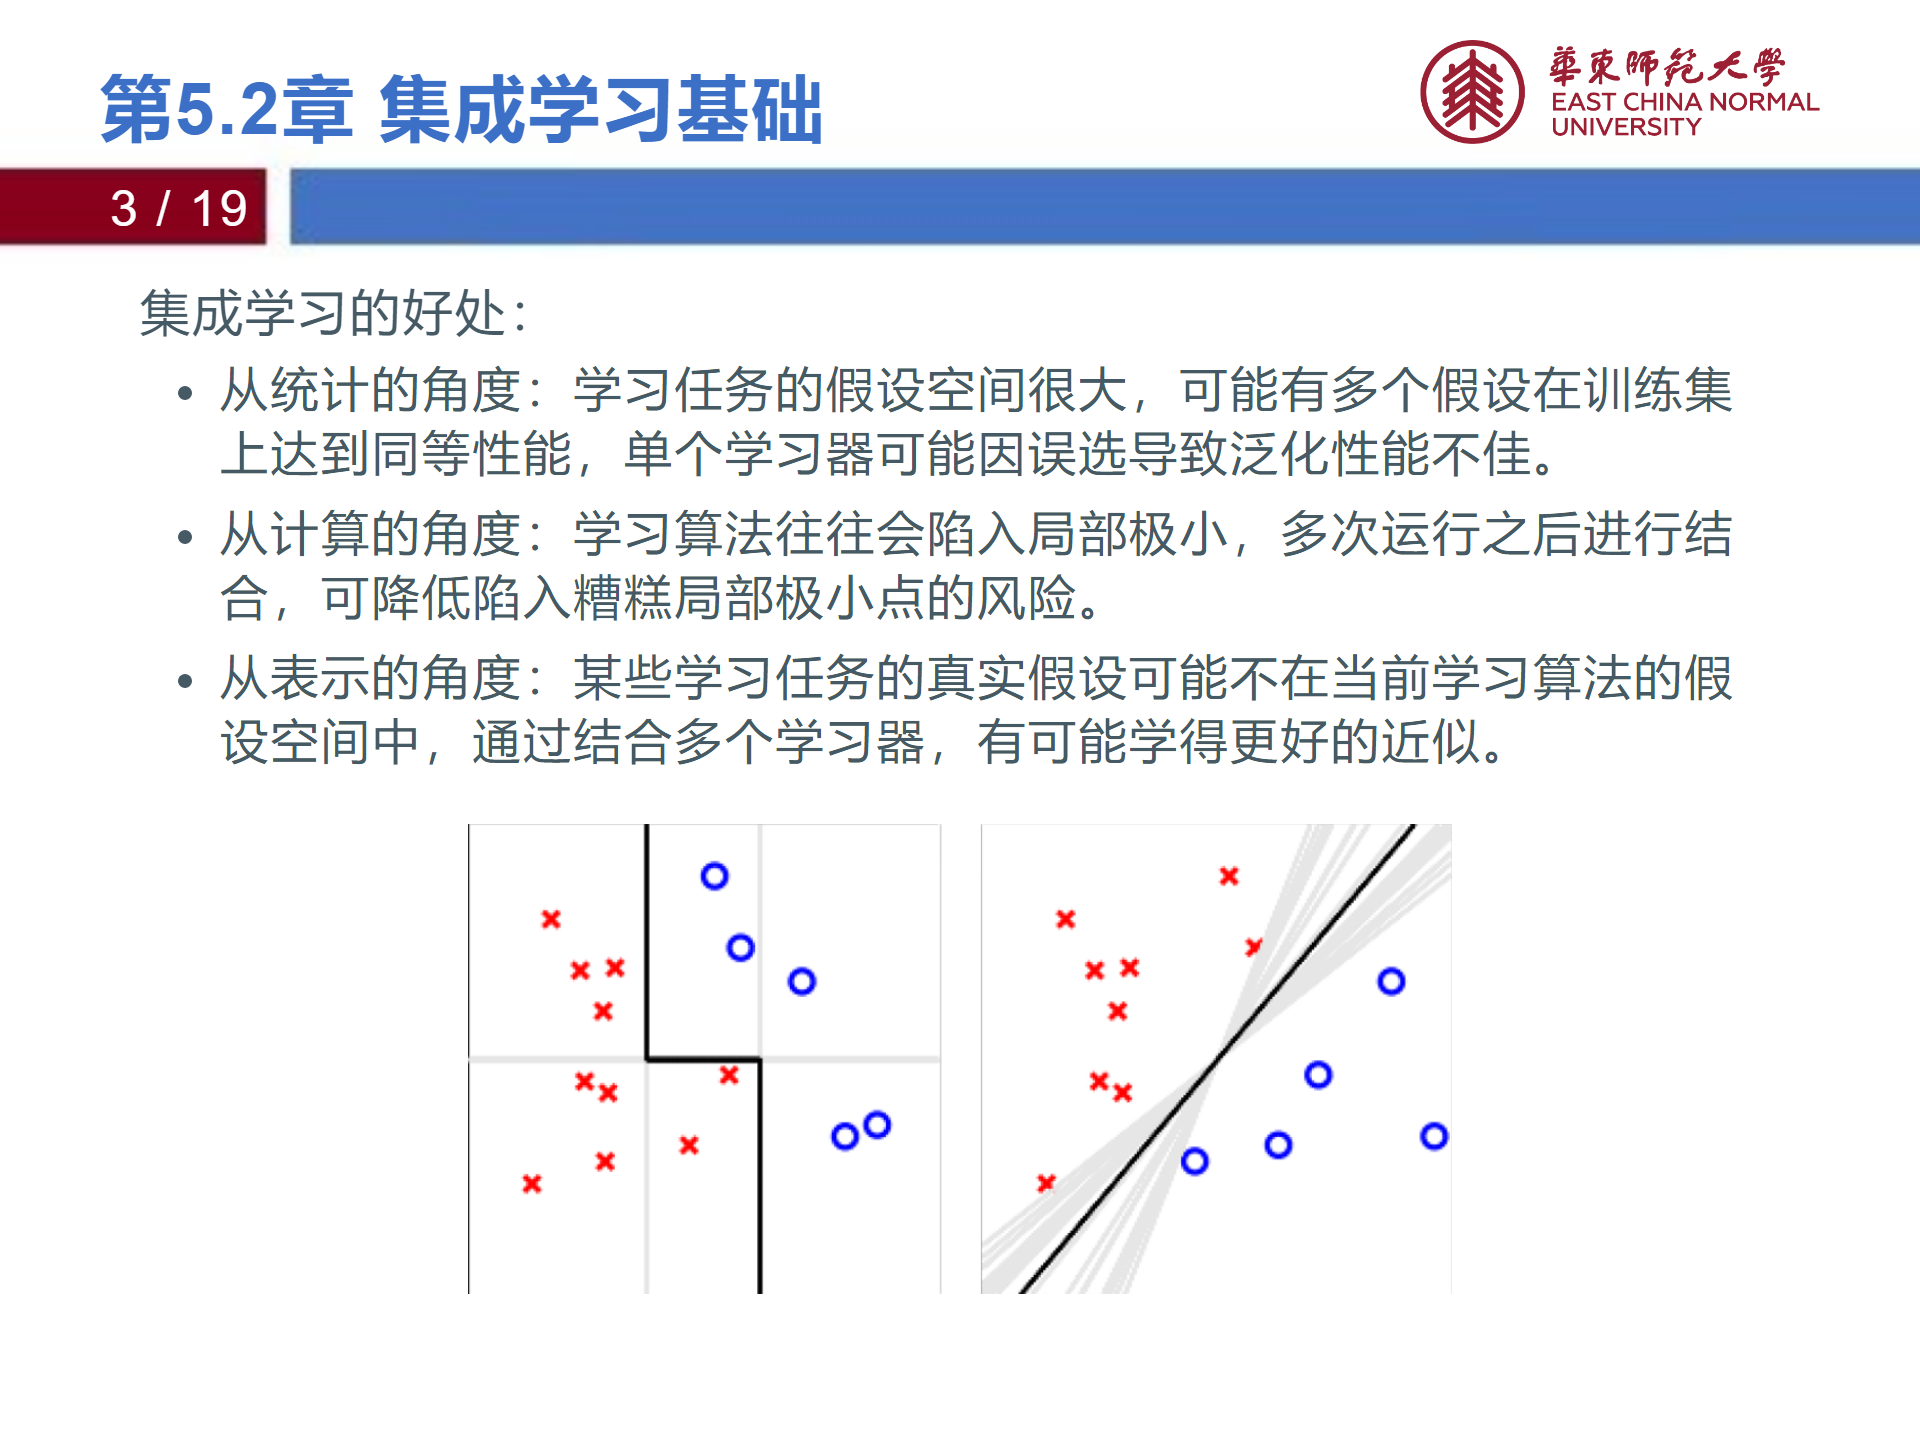 第5.2章 集成学习基础
華東師範大學
EAST CHINA NORMAL
UNIVERSITY
3 / 19
集成学习的好处：
• 从统计的角度：学习任务的假设空间很大，可能有多个假设在训练集
上达到同等性能，单个学习器可能因误选导致泛化性能不佳。
• 从计算的角度：学习算法往往会陷入局部极小，多次运行之后进行结
合，可降低陷入糟糕局部极小点的风险。
• 从表示的角度：某些学习任务的真实假设可能不在当前学习算法的假
设空间中，通过结合多个学习器，有可能学得更好的近似。